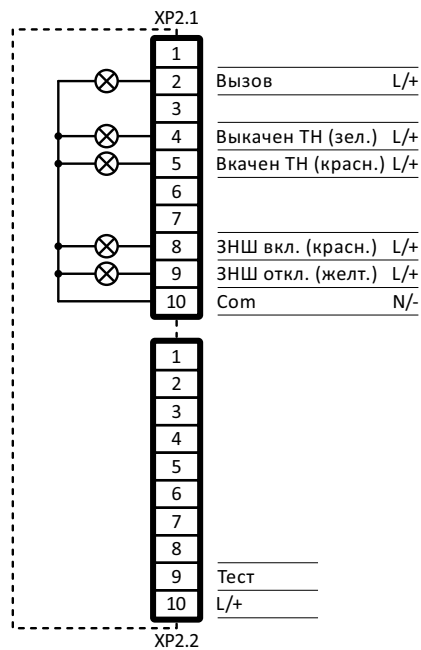 XP2.1
1
2 Вызов L/+
3
4 Выкачен ТН (зел.) L/+
5 Вкачен ТН (красн.) L/+
6
7
8 ЗНШ вкл. (красн.) L/+
9 ЗНШ откл. (желт.) L/+
10 Com N/-
1
2
3
4
5
6
7
8
9 Тест
10 L/+
XP2.2